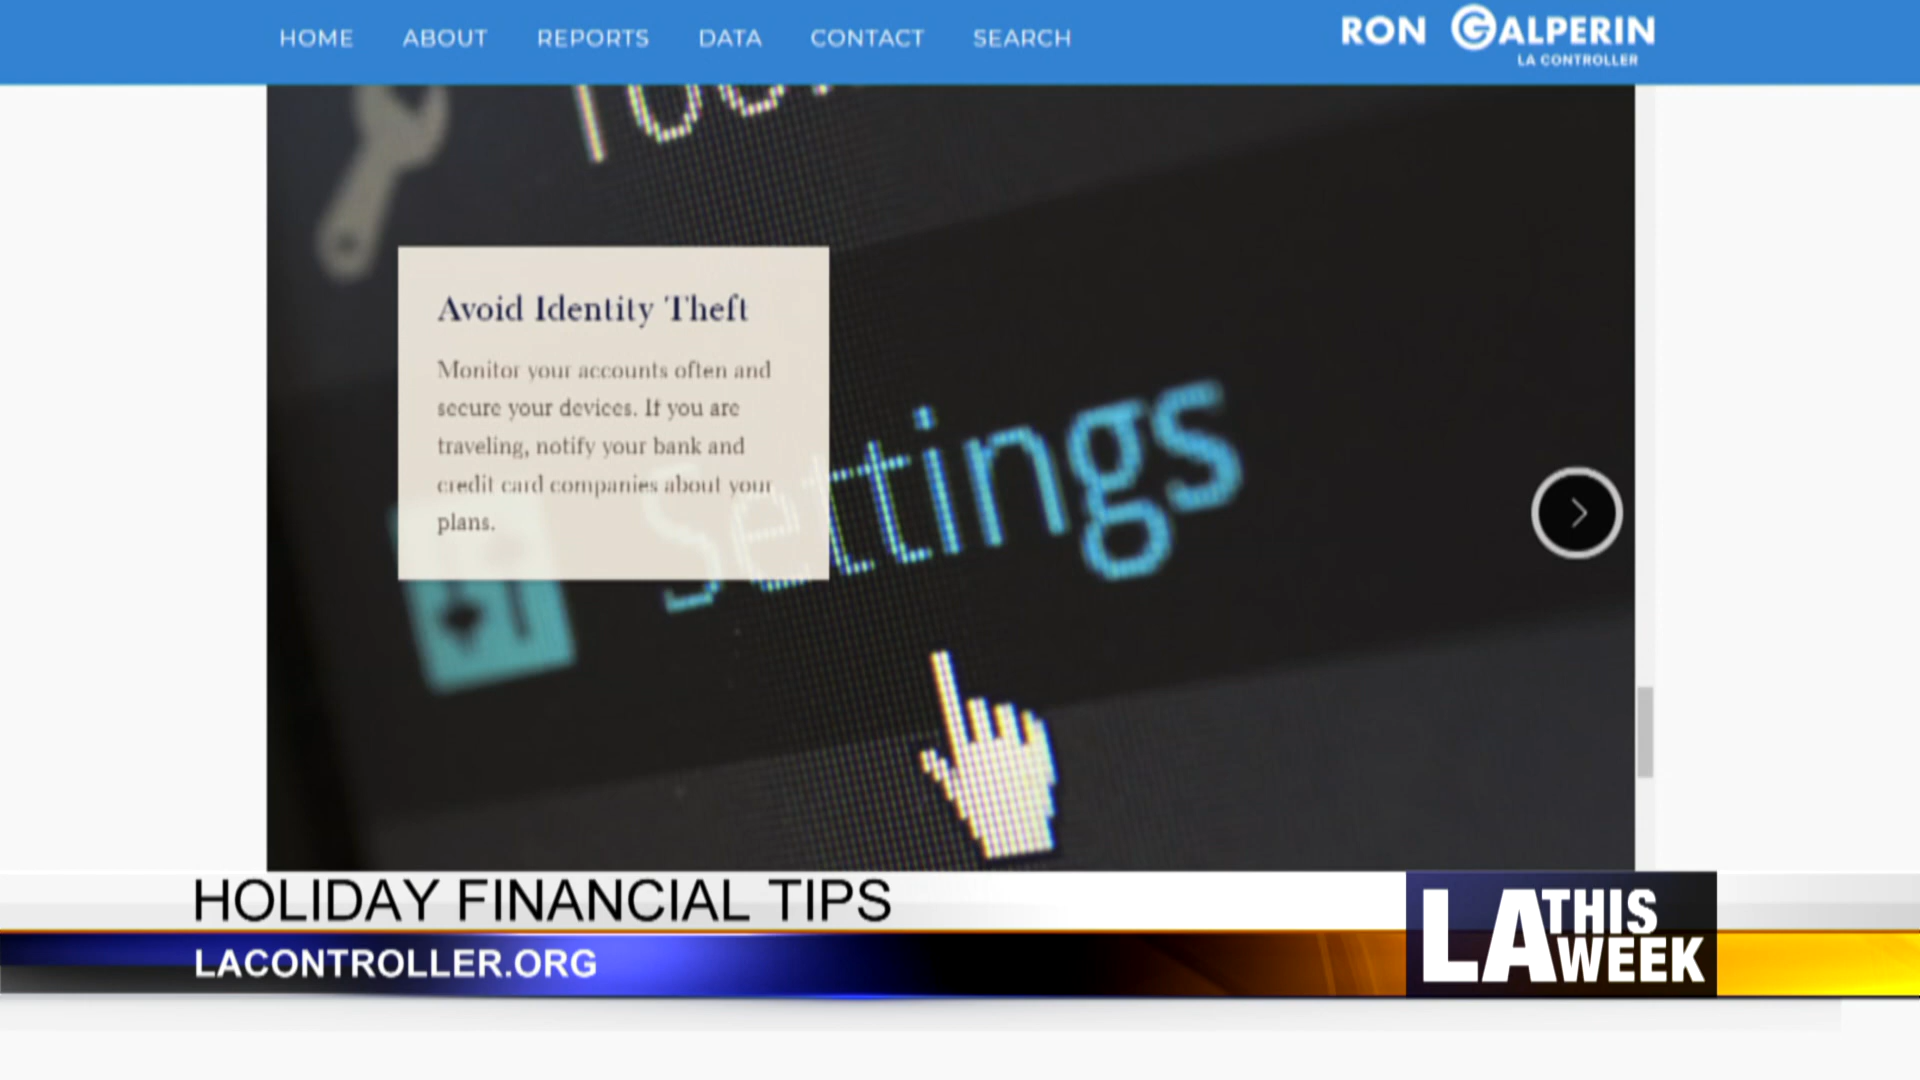 HOME ABOUT REPORTS DATA CONTACT SEARCH
RON GALPERIN
LA CONTROLLER
Avoid Identity Theft
Monitor your accounts often and
secure your devices. If you are
traveling, notify your bank and
credit card companies about your
plans.
Settings
HOLIDAY FINANCIAL TIPS
LACONTROLLER.ORG
LA THIS
WEEK